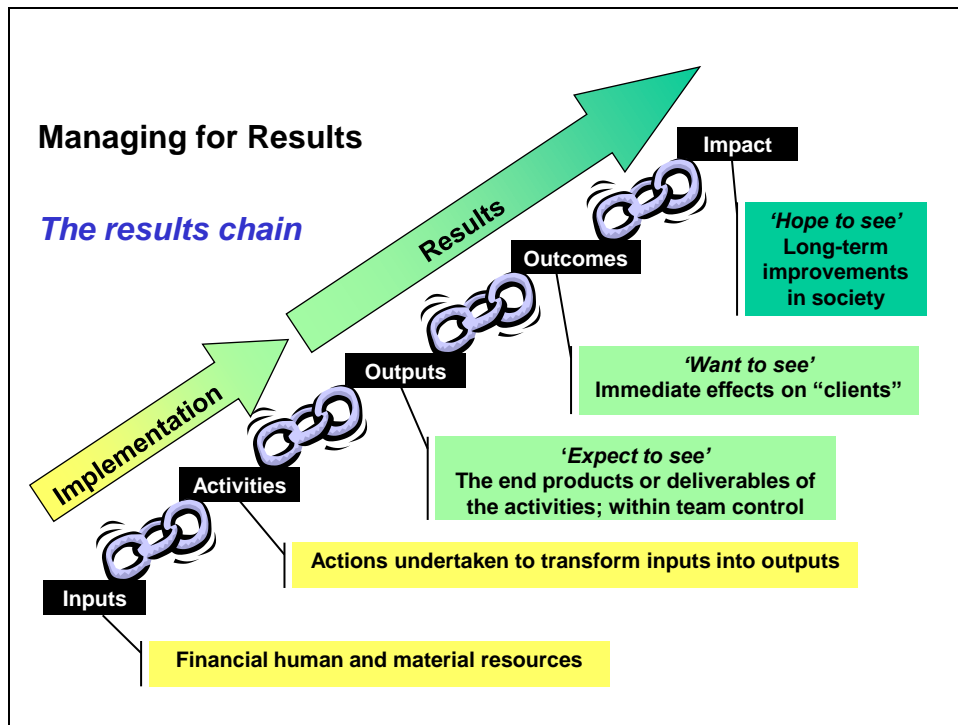 Managing for Results
The results chain
Implementation
Results
Impact
‘Hope to see’
Long-term
improvements
in society
Outcomes
‘Want to see’
Immediate effects on “clients”
Outputs
‘Expect to see’
The end products or deliverables of
the activities; within team control
Activities
Actions undertaken to transform inputs into outputs
Inputs
Financial human and material resources